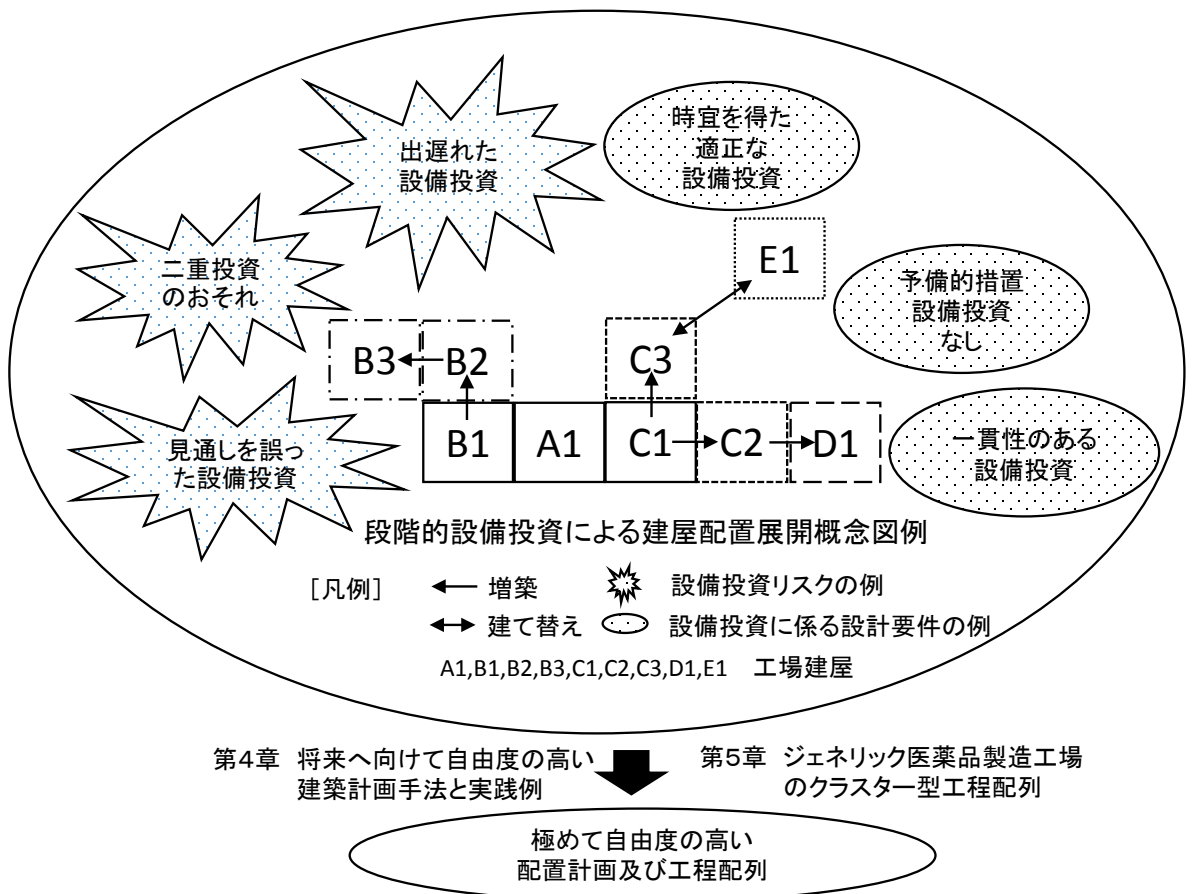 出遅れた
設備投資
時宜を得た
適正な
設備投資
二重投資
のおそれ
E1
予備的措置
設備投資
なし
B3
B2
C3
見通しを誤っ
た設備投資
B1
A1
C1
C2
D1
一貫性のある
設備投資
段階的設備投資による建屋配置展開概念図例
[凡例]
増築
設備投資リスクの例
建て替え
設備投資に係る設計要件の例
A1,B1,B2,B3,C1,C2,C3,D1,E1 工場建屋
第4章 将来へ向けて自由度の高い
建築計画手法と実践例
第5章 ジェネリック医薬品製造工場
のクラスター型工程配列
極めて自由度の高い
配置計画及び工程配列